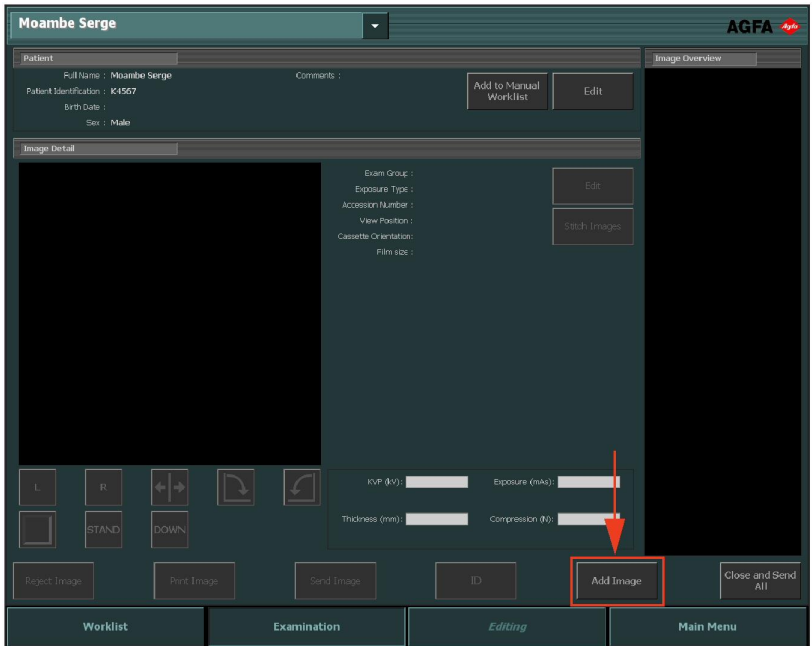 Moambe Serge
AGFA Agfa
Patient
Full Name : Moambe Serge
Patient Identification : K4567
Birth Date :
Sex : Male
Comments :
Add to Manual
Worklist
Edit
Image Overview
Image Detail
Exam Group :
Exposure Type :
Accession Number :
View Position :
Cassette Orientation:
Film size :
Edit
Stitch Images
L
R
STAND
DOWN
KVP (kV):
Exposure (mAs):
Thickness (mm):
Compression (N):
Reject Image
Print Image
Send Image
ID
Add Image
Close and Send
All
Worklist
Examination
Editing
Main Menu